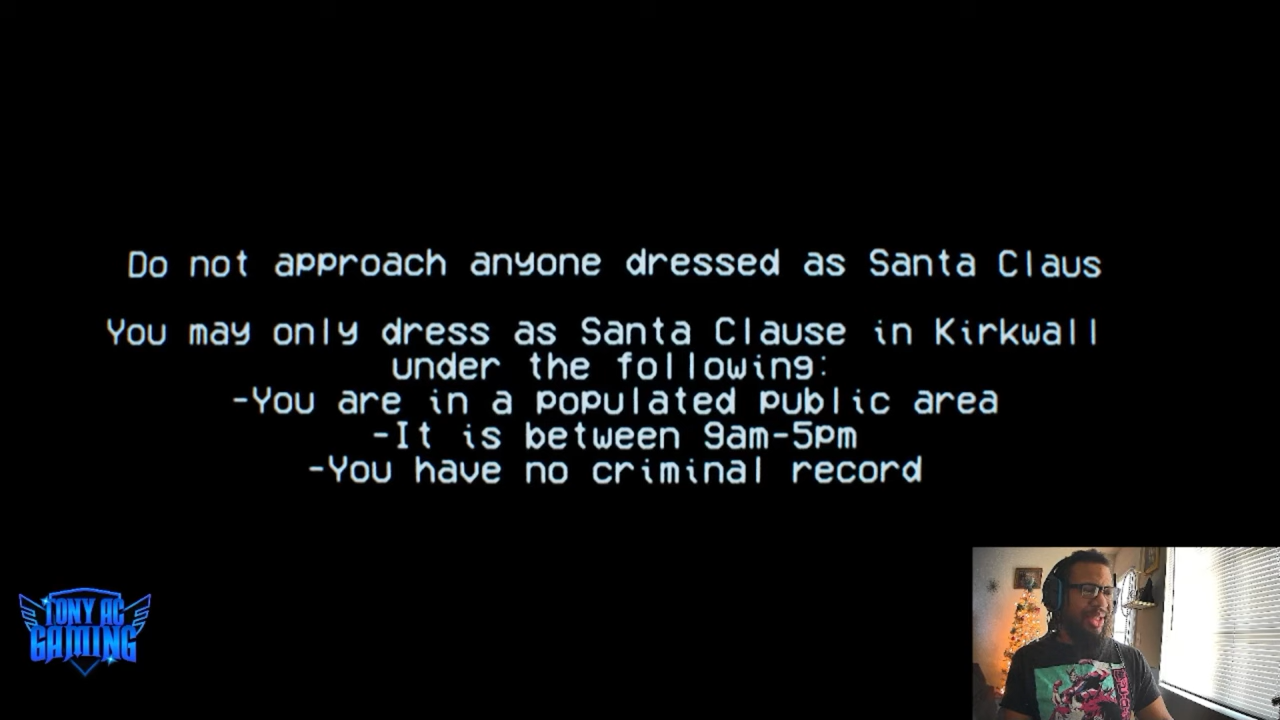 Do not approach anyone dressed as Santa Claus
You may only dress as Santa Clause in Kirkwall
under the following:
-You are in a populated public area
-It is between 9am-5pm
-You have no criminal record
TONY AC
GAMING